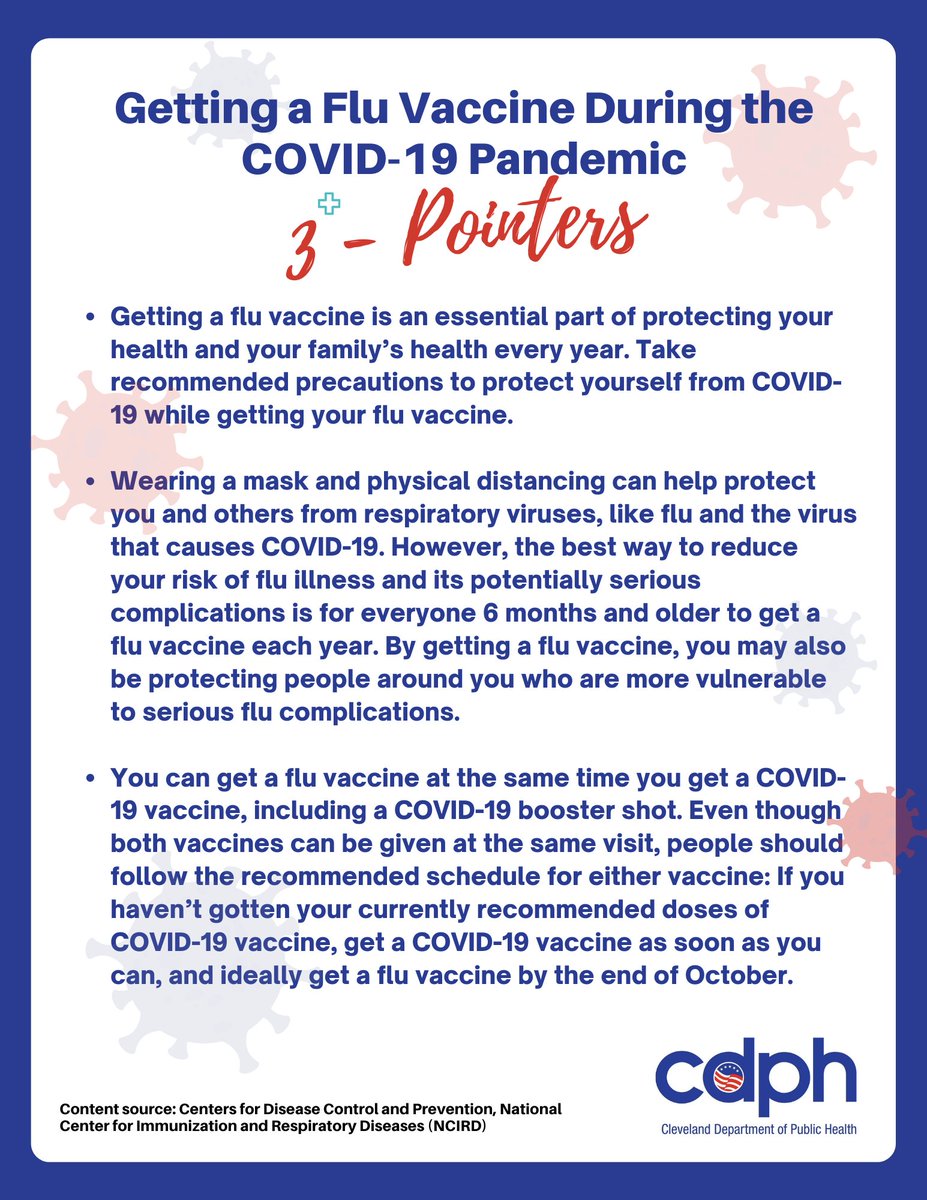 Getting a Flu Vaccine During the
COVID-19 Pandemic
3 - Pointers
• Getting a flu vaccine is an essential part of protecting your
health and your family’s health every year. Take
recommended precautions to protect yourself from COVID-
19 while getting your flu vaccine.
• Wearing a mask and physical distancing can help protect
you and others from respiratory viruses, like flu and the virus
that causes COVID-19. However, the best way to reduce
your risk of flu illness and its potentially serious
complications is for everyone 6 months and older to get a
flu vaccine each year. By getting a flu vaccine, you may also
be protecting people around you who are more vulnerable
to serious flu complications.
• You can get a flu vaccine at the same time you get a COVID-
19 vaccine, including a COVID-19 booster shot. Even though
both vaccines can be given at the same visit, people should
follow the recommended schedule for either vaccine: If you
haven’t gotten your currently recommended doses of
COVID-19 vaccine, get a COVID-19 vaccine as soon as you
can, and ideally get a flu vaccine by the end of October.
Content source: Centers for Disease Control and Prevention, National
Center for Immunization and Respiratory Diseases (NCIRD)
cdph
Cleveland Department of Public Health